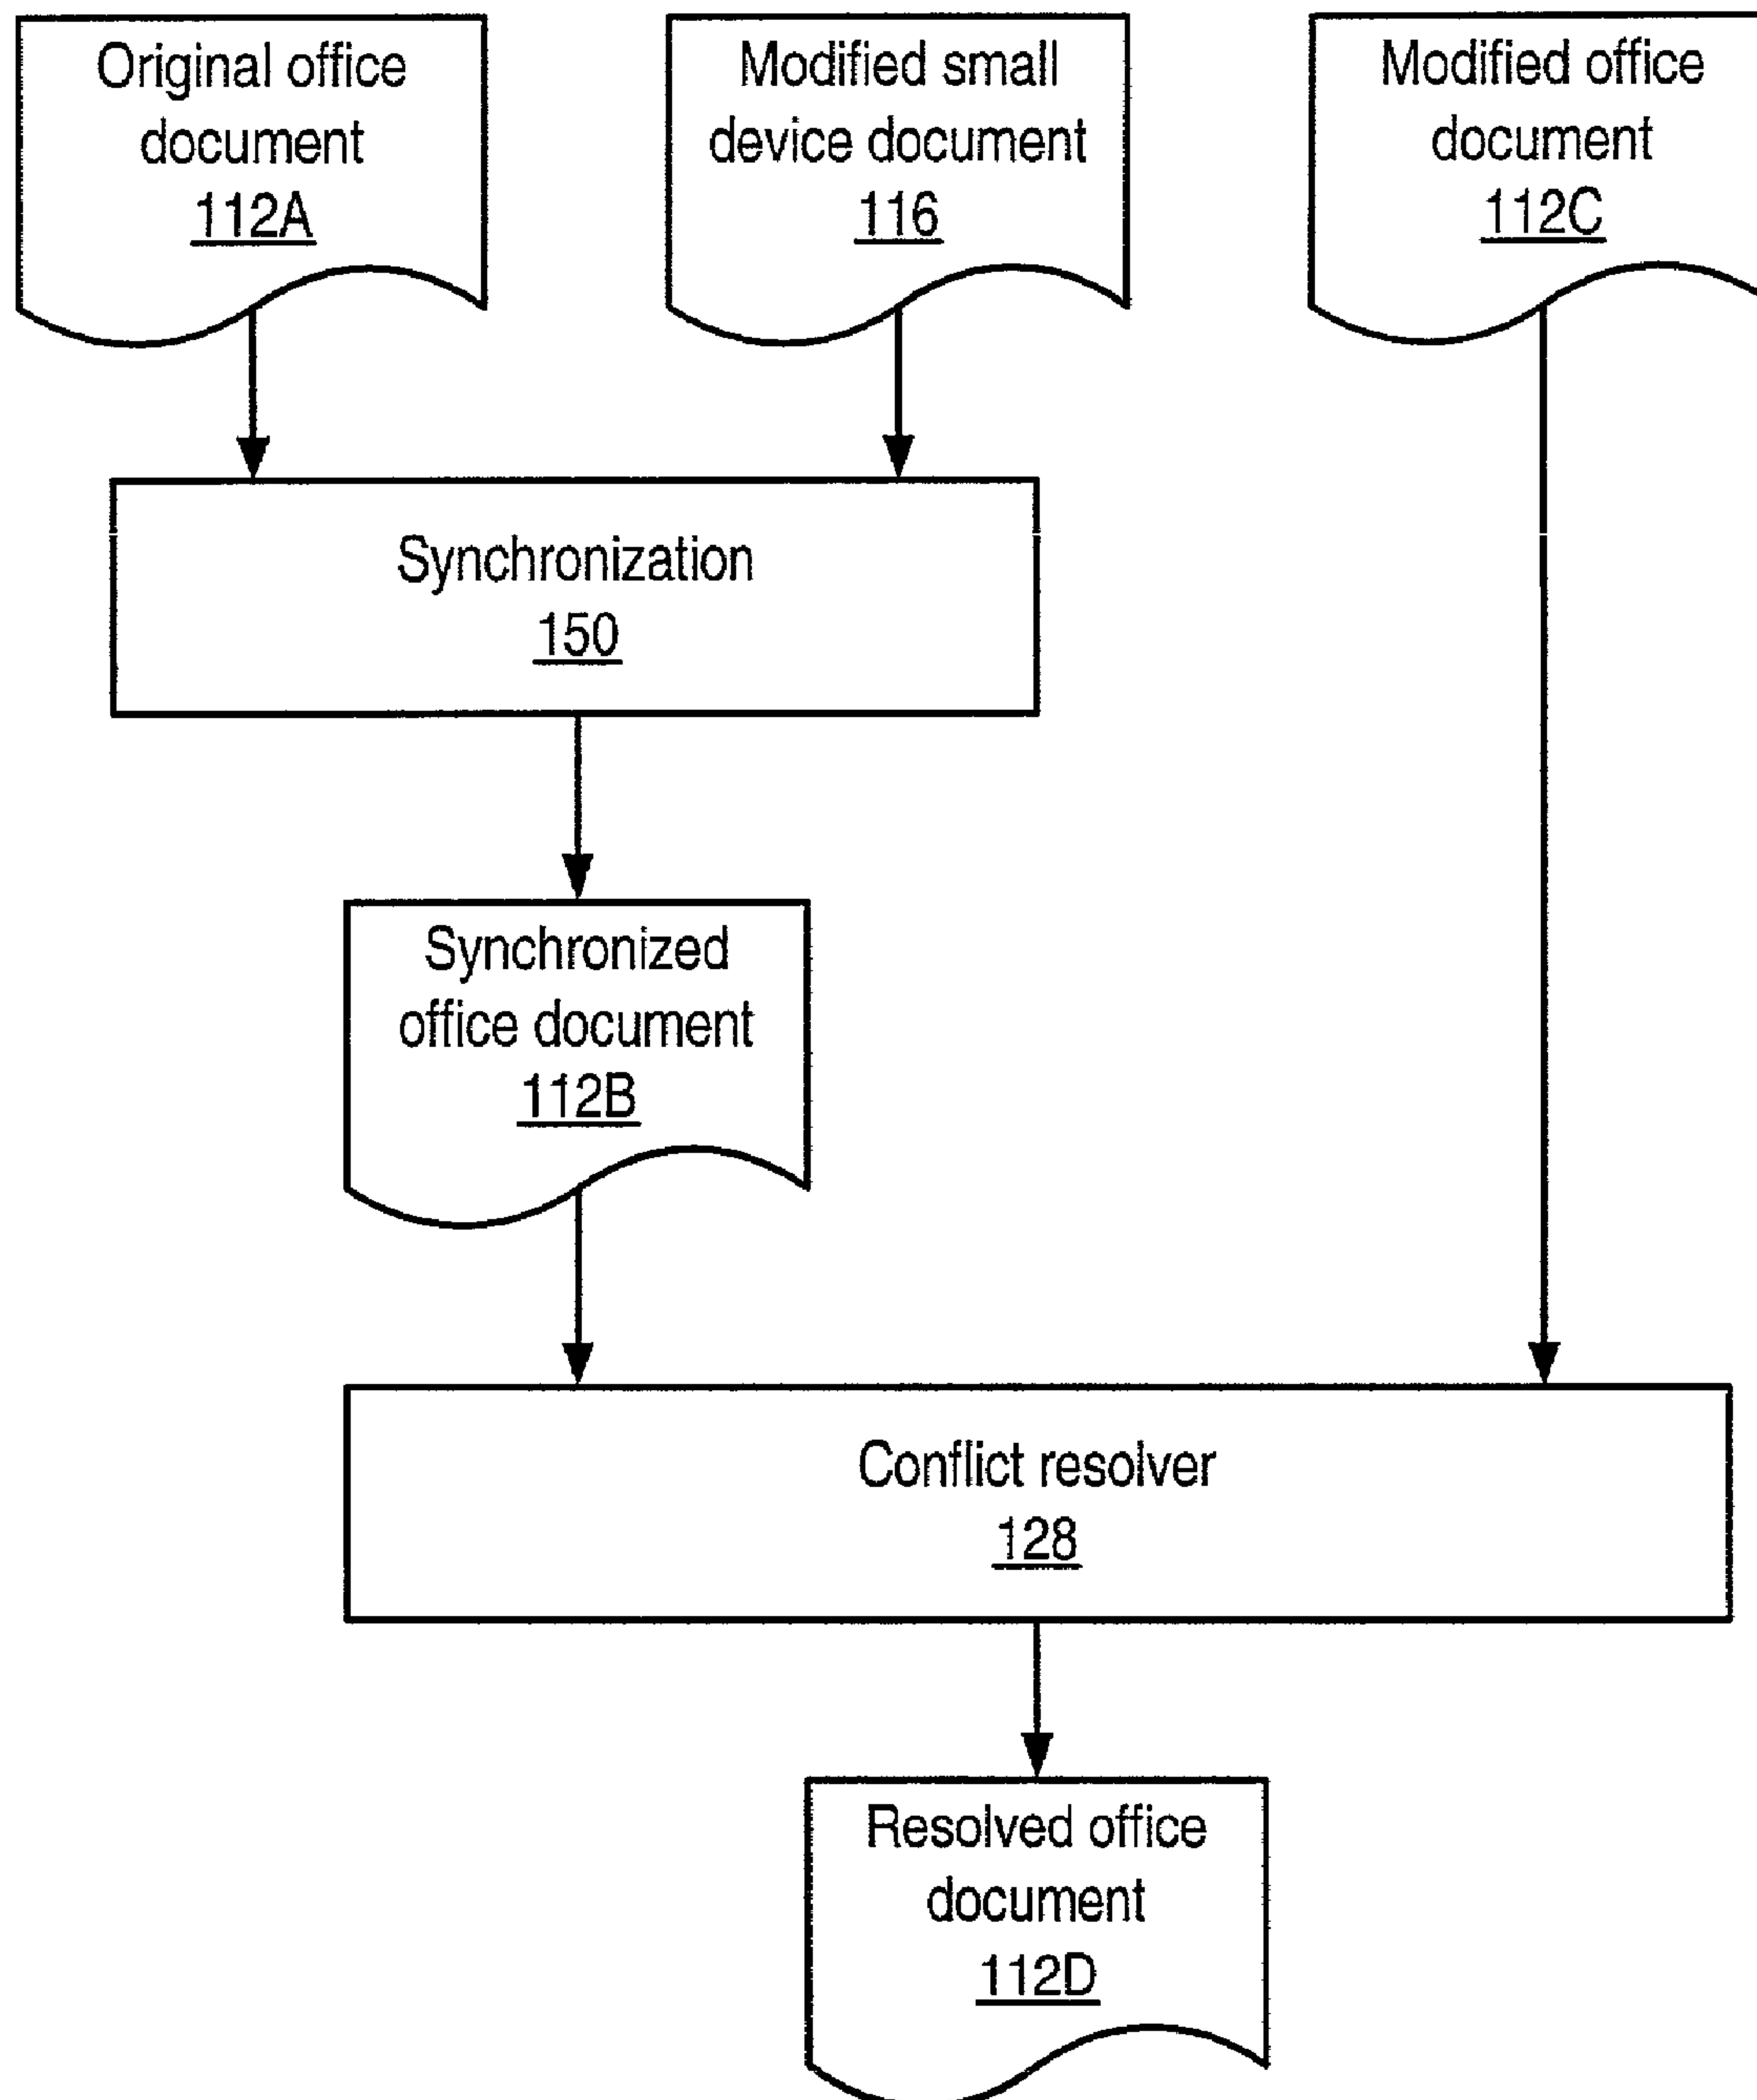 Original office
document
112A
Modified small
device document
116
Modified office
document
112C
Synchronization
150
Synchronized
office document
112B
Conflict resolver
128
Resolved office
document
112D